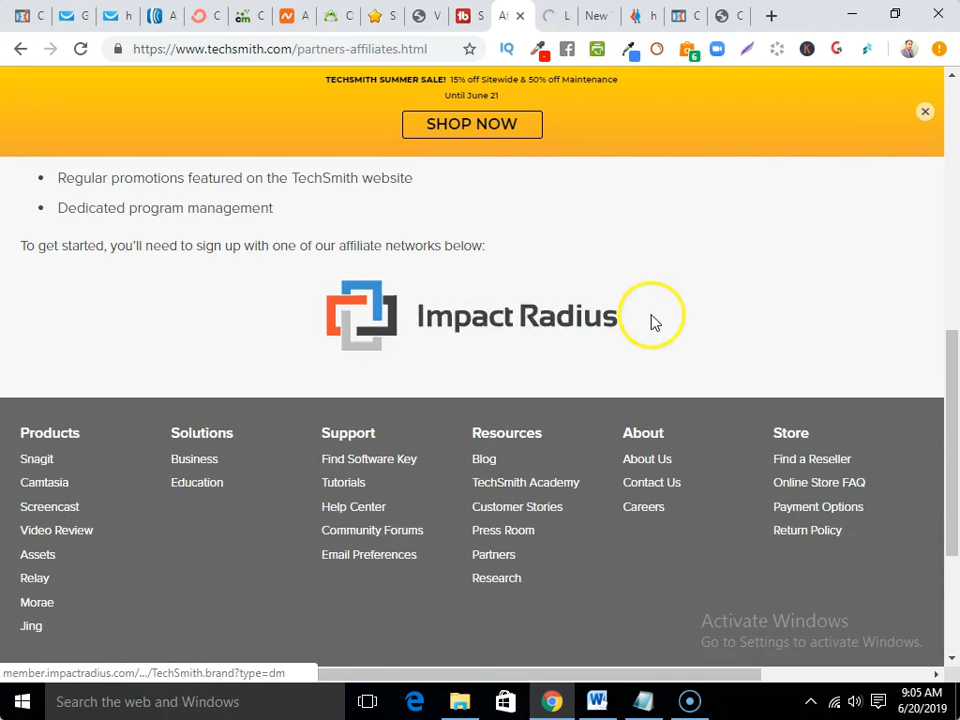 C
G
h
A
C
C
A
C
S
V
S
Af
L
New
h
C
C
https://www.techsmith.com/partners-affiliates.html
IQ
6
TECHSMITH SUMMER SALE! 15% off Sitewide & 50% off Maintenance
Until June 21
SHOP NOW
• Regular promotions featured on the TechSmith website
• Dedicated program management
To get started, you'll need to sign up with one of our affiliate networks below:
Impact Radius
Products
Snagit
Camtasia
Screencast
Video Review
Assets
Relay
Morae
Jing
Solutions
Business
Education
Support
Find Software Key
Tutorials
Help Center
Community Forums
Email Preferences
Resources
Blog
TechSmith Academy
Customer Stories
Press Room
Partners
Research
About
About Us
Contact Us
Careers
Store
Find a Reseller
Online Store FAQ
Payment Options
Return Policy
Activate Windows
Go to Settings to activate Windows.
member.impactradius.com/.../TechSmith.brand?type=dm
Search the web and Windows
9:05 AM
6/20/2019